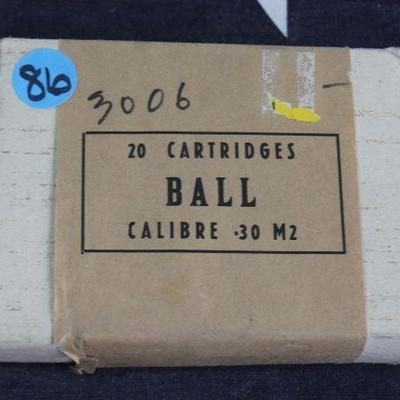 86
3006
20 CARTRIDGES
BALL
CALIBRE .30 M2